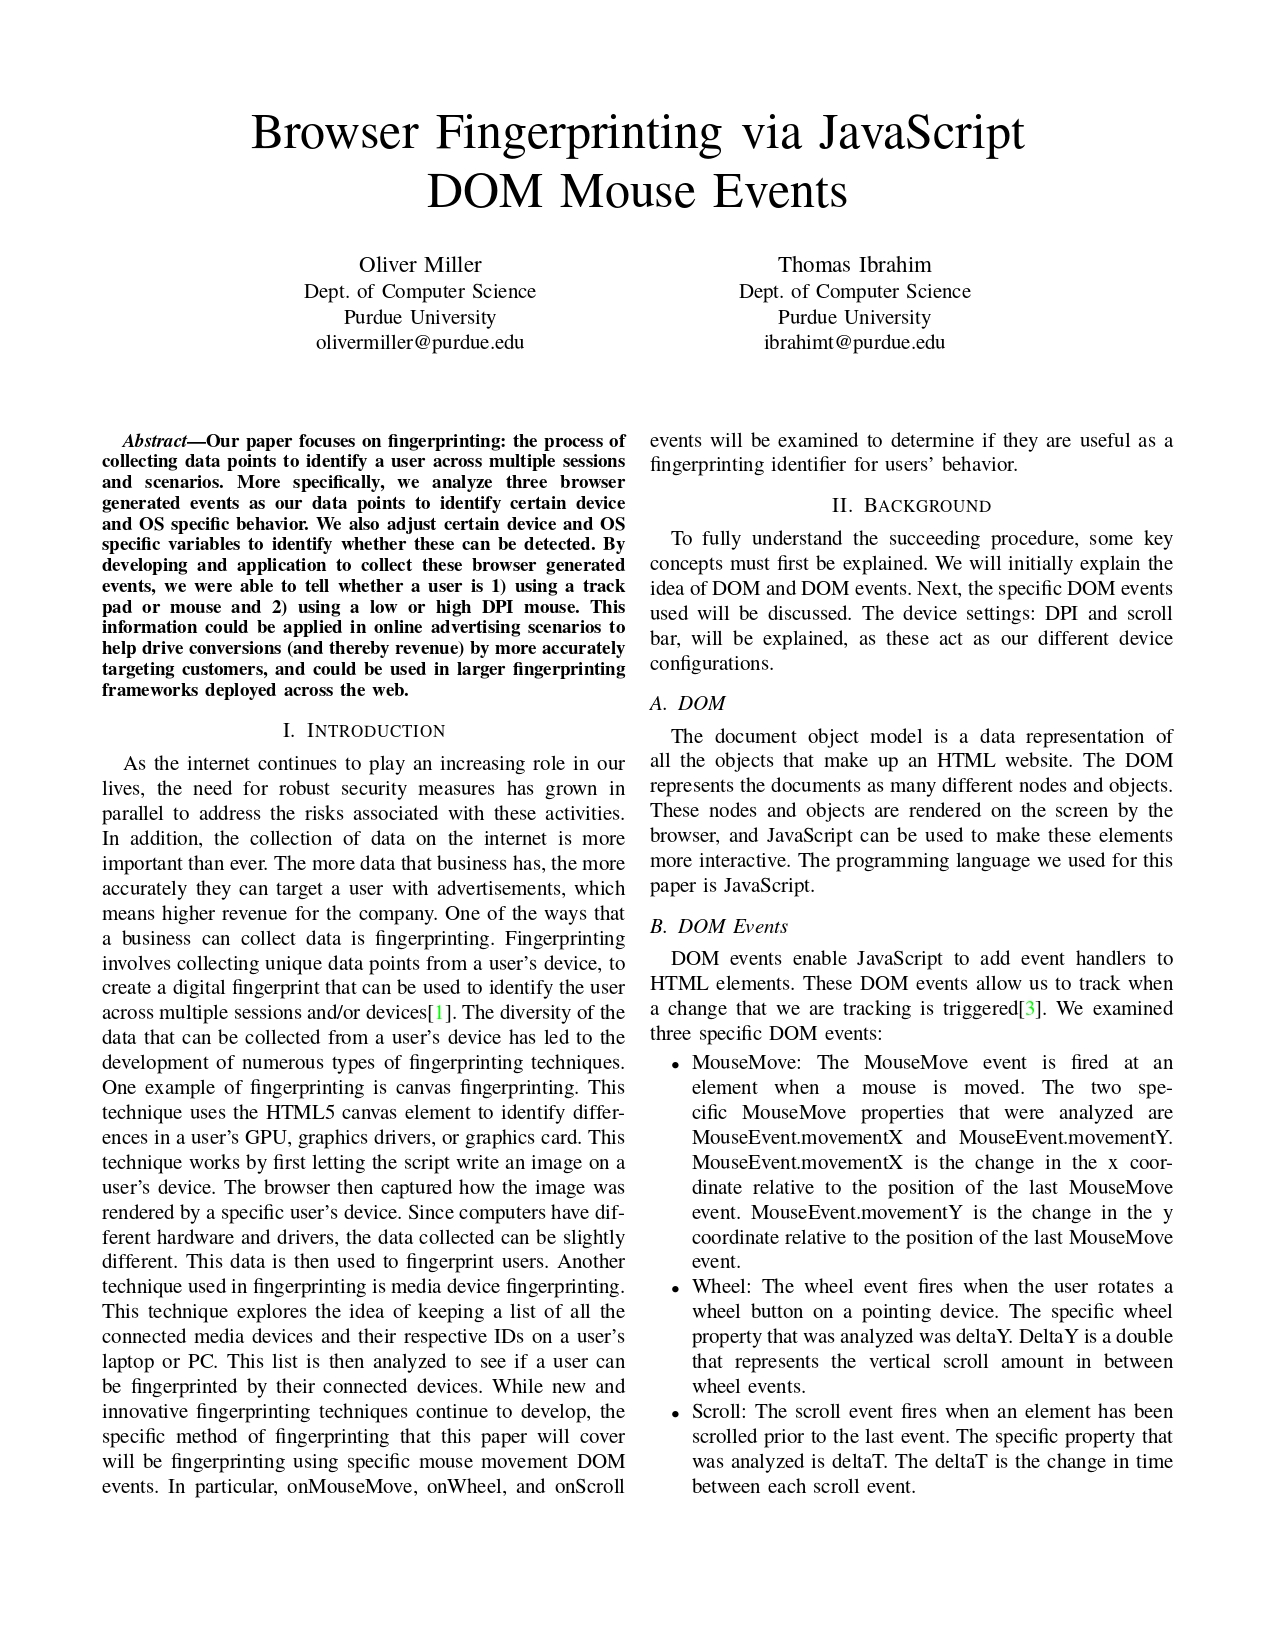 Browser Fingerprinting via JavaScript
DOM Mouse Events
Oliver Miller
Dept. of Computer Science
Purdue University
olivermiller@purdue.edu
Thomas Ibrahim
Dept. of Computer Science
Purdue University
ibrahimt@purdue.edu
Abstract—Our paper focuses on fingerprinting: the process of
collecting data points to identify a user across multiple sessions
and scenarios. More specifically, we analyze three browser
generated events as our data points to identify certain device
and OS specific behavior. We also adjust certain device and OS
specific variables to identify whether these can be detected. By
developing and application to collect these browser generated
events, we were able to tell whether a user is 1) using a track
pad or mouse and 2) using a low or high DPI mouse. This
information could be applied in online advertising scenarios to
help drive conversions (and thereby revenue) by more accurately
targeting customers, and could be used in larger fingerprinting
frameworks deployed across the web.
I. INTRODUCTION
As the internet continues to play an increasing role in our
lives, the need for robust security measures has grown in
parallel to address the risks associated with these activities.
In addition, the collection of data on the internet is more
important than ever. The more data that business has, the more
accurately they can target a user with advertisements, which
means higher revenue for the company. One of the ways that
a business can collect data is fingerprinting. Fingerprinting
involves collecting unique data points from a user's device, to
create a digital fingerprint that can be used to identify the user
across multiple sessions and/or devices[1]. The diversity of the
data that can be collected from a user's device has led to the
development of numerous types of fingerprinting techniques.
One example of fingerprinting is canvas fingerprinting. This
technique uses the HTML5 canvas element to identify differ-
ences in a user's GPU, graphics drivers, or graphics card. This
technique works by first letting the script write an image on a
user's device. The browser then captured how the image was
rendered by a specific user's device. Since computers have dif-
ferent hardware and drivers, the data collected can be slightly
different. This data is then used to fingerprint users. Another
technique used in fingerprinting is media device fingerprinting.
This technique explores the idea of keeping a list of all the
connected media devices and their respective IDs on a user's
laptop or PC. This list is then analyzed to see if a user can
be fingerprinted by their connected devices. While new and
innovative fingerprinting techniques continue to develop, the
specific method of fingerprinting that this paper will cover
will be fingerprinting using specific mouse movement DOM
events. In particular, onMouseMove, onWheel, and onScroll
events will be examined to determine if they are useful as a
fingerprinting identifier for users' behavior.
II. BACKGROUND
To fully understand the succeeding procedure, some key
concepts must first be explained. We will initially explain the
idea of DOM and DOM events. Next, the specific DOM events
used will be discussed. The device settings: DPI and scroll
bar, will be explained, as these act as our different device
configurations.
A. DOM
The document object model is a data representation of
all the objects that make up an HTML website. The DOM
represents the documents as many different nodes and objects.
These nodes and objects are rendered on the screen by the
browser, and JavaScript can be used to make these elements
more interactive. The programming language we used for this
paper is JavaScript.
B. DOM Events
DOM events enable JavaScript to add event handlers to
HTML elements. These DOM events allow us to track when
a change that we are tracking is triggered[3]. We examined
three specific DOM events:
• MouseMove: The MouseMove event is fired at an
element when a mouse is moved. The two spe-
cific MouseMove properties that were analyzed are
MouseEvent.movementX and MouseEvent.movementY.
MouseEvent.movementX is the change in the x coor-
dinate relative to the position of the last MouseMove
event. MouseEvent.movementY is the change in the y
coordinate relative to the position of the last MouseMove
event.
• Wheel: The wheel event fires when the user rotates a
wheel button on a pointing device. The specific wheel
property that was analyzed was deltaY. DeltaY is a double
that represents the vertical scroll amount in between
wheel events.
• Scroll: The scroll event fires when an element has been
scrolled prior to the last event. The specific property that
was analyzed is deltaT. The deltaT is the change in time
between each scroll event.